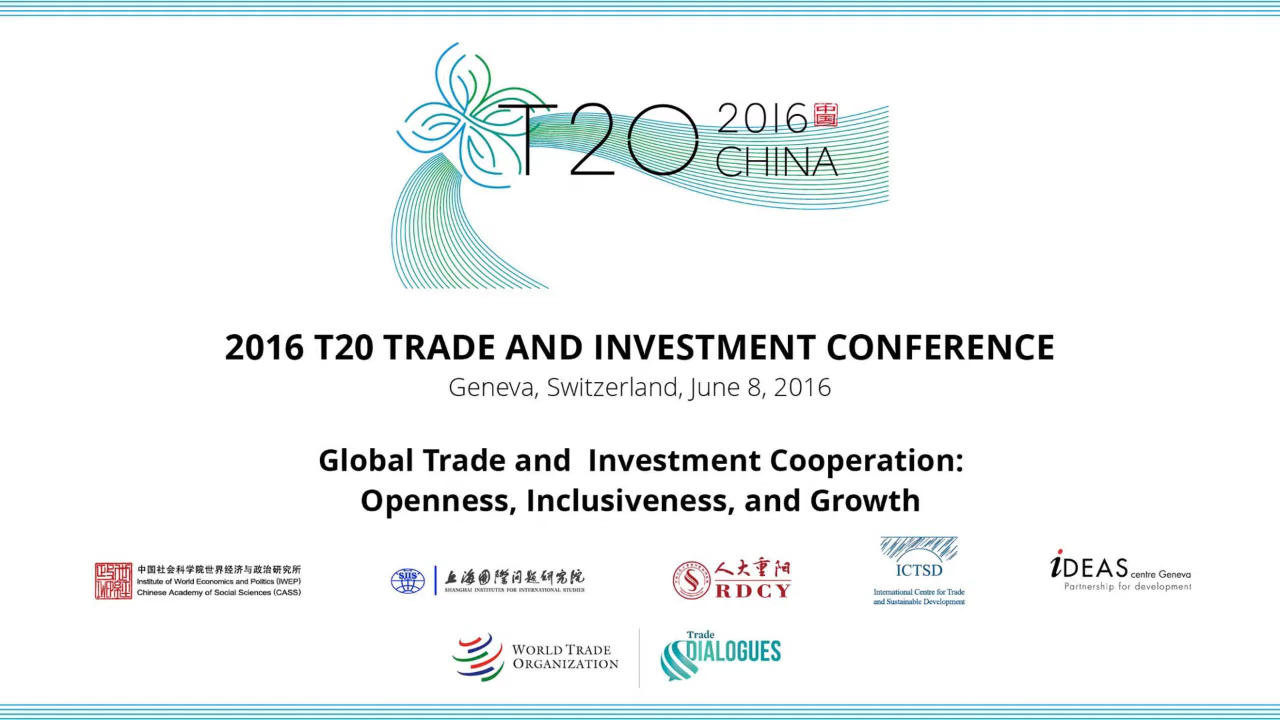 T20 2016 中国
CHINA
2016 T20 TRADE AND INVESTMENT CONFERENCE
Geneva, Switzerland, June 8, 2016
Global Trade and Investment Cooperation:
Openness, Inclusiveness, and Growth
中国社会科学院世界经济与政治研究所
Institute of World Economics and Politics (IWEP)
Chinese Academy of Social Sciences (CASS)
SIIS
上海国际问题研究院
SHANGHAI INSTITUTES FOR INTERNATIONAL STUDIES
人大重阳
RDCY
ICTSD
International Centre for Trade
and Sustainable Development
iDEAS centre Geneva
Partnership for development
WORLD TRADE
ORGANIZATION
Trade
DIALOGUES